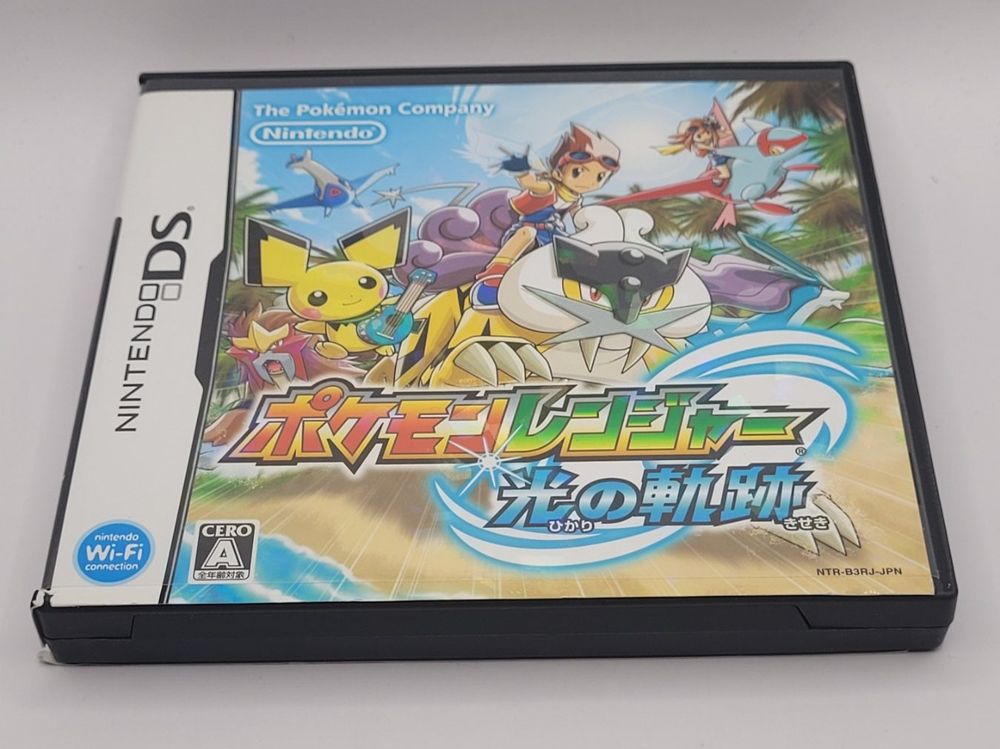 The Pokémon Company
Nintendo
NINTENDO DS
ポケモンレンジャー
光の軌跡
ひかり きせき
nintendo
Wi-Fi
connection
CERO
A
全年齢対象
NTR-B3RJ-JPN